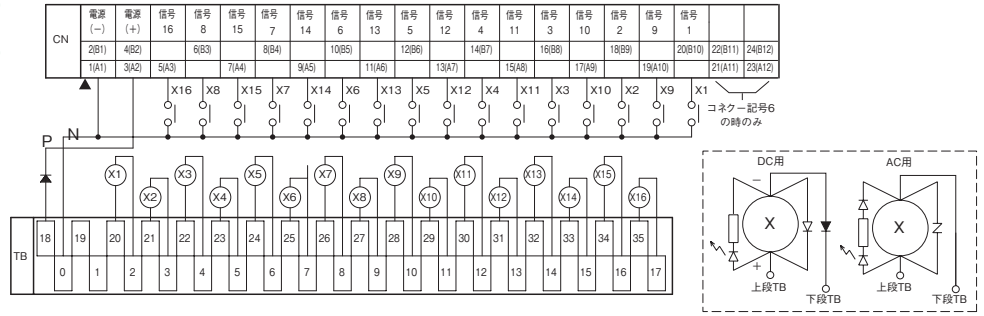 CN
電源 電源 信号 信号 信号 信号 信号 信号 信号 信号 信号 信号 信号 信号 信号 信号 信号 信号
(−) (+) 16 8 15 7 14 6 13 5 12 4 11 3 10 2 9 1
2(B1) 4(B2) 6(B3) 8(B4) 10(B5) 12(B6) 14(B7) 16(B8) 18(B9) 20(B10) 22(B11) 24(B12)
1(A1) 3(A2) 5(A3) 7(A4) 9(A5) 11(A6) 13(A7) 15(A8) 17(A9) 19(A10) 21(A11) 23(A12)
X16 X8 X15 X7 X14 X6 X13 X5 X12 X4 X11 X3 X10 X2 X9 X1
コネクター記号6
の時のみ
P N
X1 X3 X5 X7 X9 X11 X13 X15
X2 X4 X6 X8 X10 X12 X14 X16
TB
18 19 20 21 22 23 24 25 26 27 28 29 30 31 32 33 34 35
0 1 2 3 4 5 6 7 8 9 10 11 12 13 14 15 16 17
DC用 AC用
−
X X
+
上段TB 上段TB
下段TB 下段TB